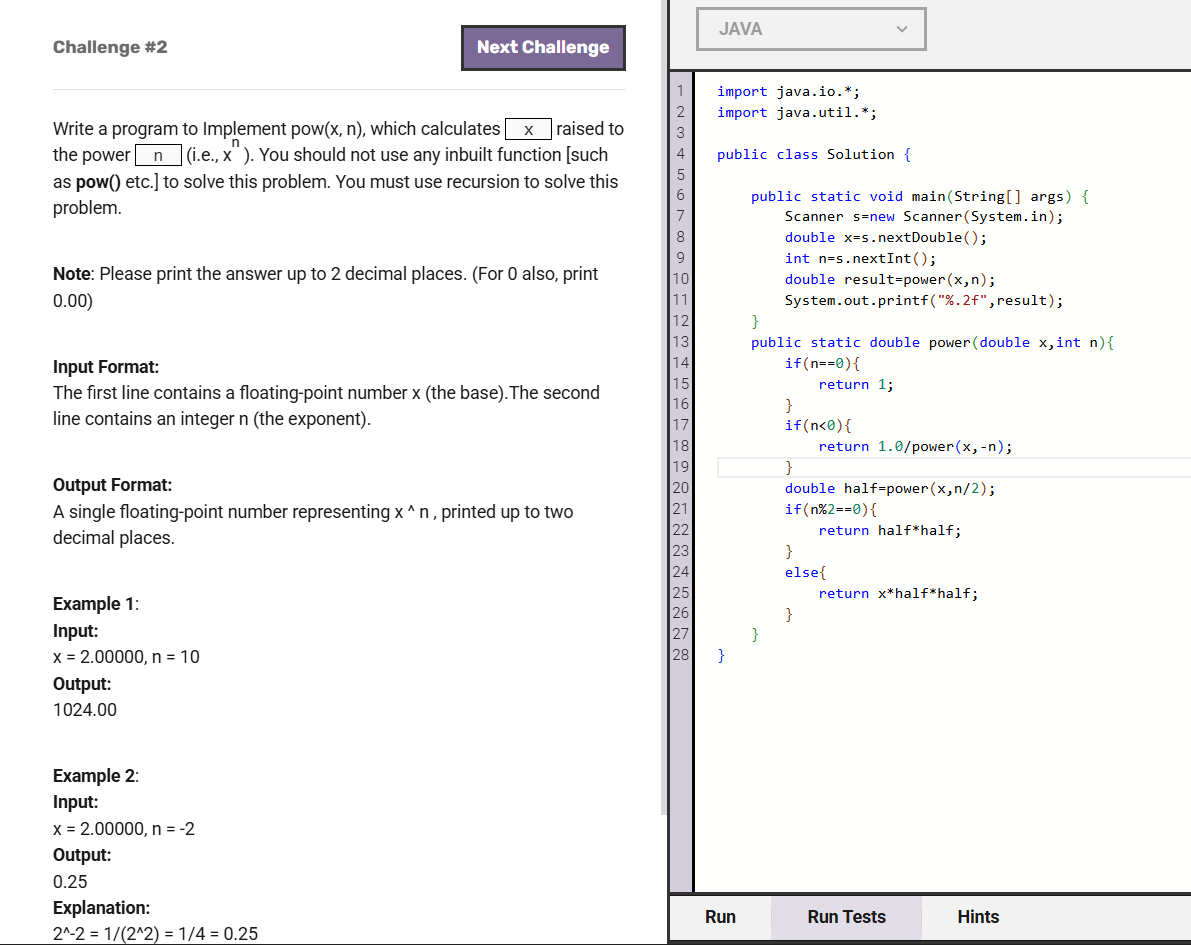 Challenge #2
Next Challenge
Write a program to Implement pow(x, n), which calculates x raised to
the power n (i.e., x^n ). You should not use any inbuilt function [such
as pow() etc.] to solve this problem. You must use recursion to solve this
problem.
Note: Please print the answer up to 2 decimal places. (For 0 also, print
0.00)
Input Format:
The first line contains a floating-point number x (the base).The second
line contains an integer n (the exponent).
Output Format:
A single floating-point number representing x ^ n , printed up to two
decimal places.
Example 1:
Input:
x = 2.00000, n = 10
Output:
1024.00
Example 2:
Input:
x = 2.00000, n = -2
Output:
0.25
Explanation:
2^-2 = 1/(2^2) = 1/4 = 0.25
JAVA
1 import java.io.*;
2 import java.util.*;
3
4 public class Solution {
5
6     public static void main(String[] args) {
7         Scanner s=new Scanner(System.in);
8         double x=s.nextDouble();
9         int n=s.nextInt();
10         double result=power(x,n);
11         System.out.printf("%.2f",result);
12     }
13     public static double power(double x,int n){
14         if(n==0){
15             return 1;
16         }
17         if(n<0){
18             return 1.0/power(x,-n);
19         }
20         double half=power(x,n/2);
21         if(n%2==0){
22             return half*half;
23         }
24         else{
25             return x*half*half;
26         }
27     }
28 }
Run
Run Tests
Hints